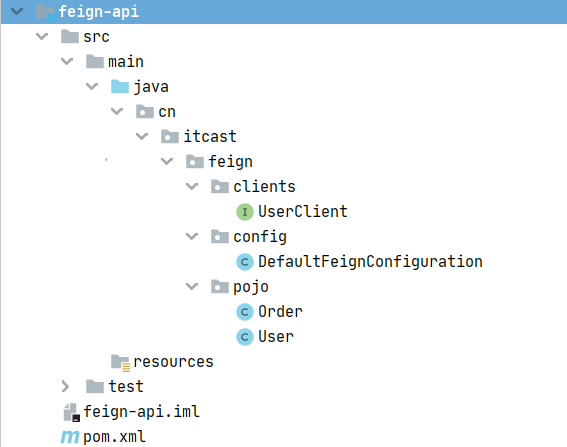 feign-api
src
main
java
cn
itcast
feign
clients
I UserClient
config
C DefaultFeignConfiguration
pojo
C Order
C User
resources
test
feign-api.iml
m pom.xml